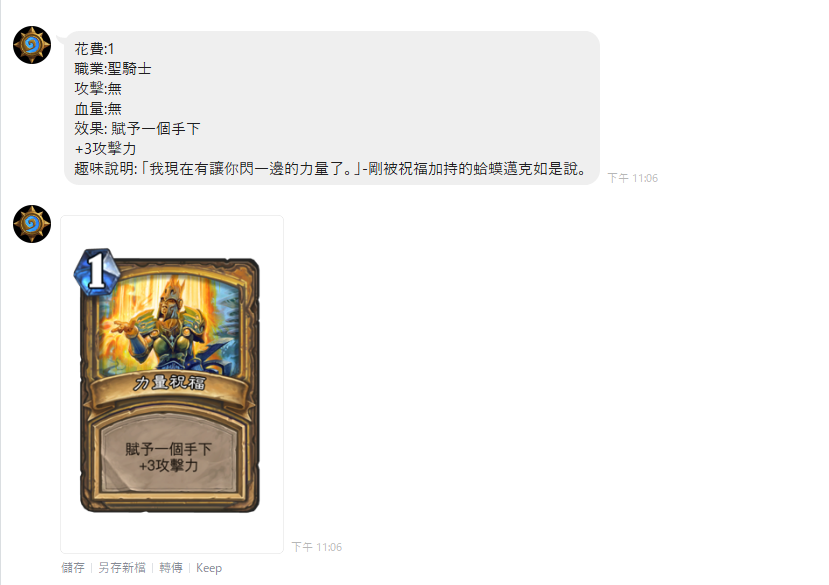 花費:1
職業:聖騎士
攻擊:無
血量:無
效果: 賦予一個手下
+3攻擊力
趣味說明:「我現在有讓你閃一邊的力量了。」-剛被祝福加持的蛤蟆邁克如是說。
下午 11:06
1
力量祝福
賦予一個手下
+3攻擊力
下午 11:06
儲存 | 另存新檔 | 轉傳 | Keep